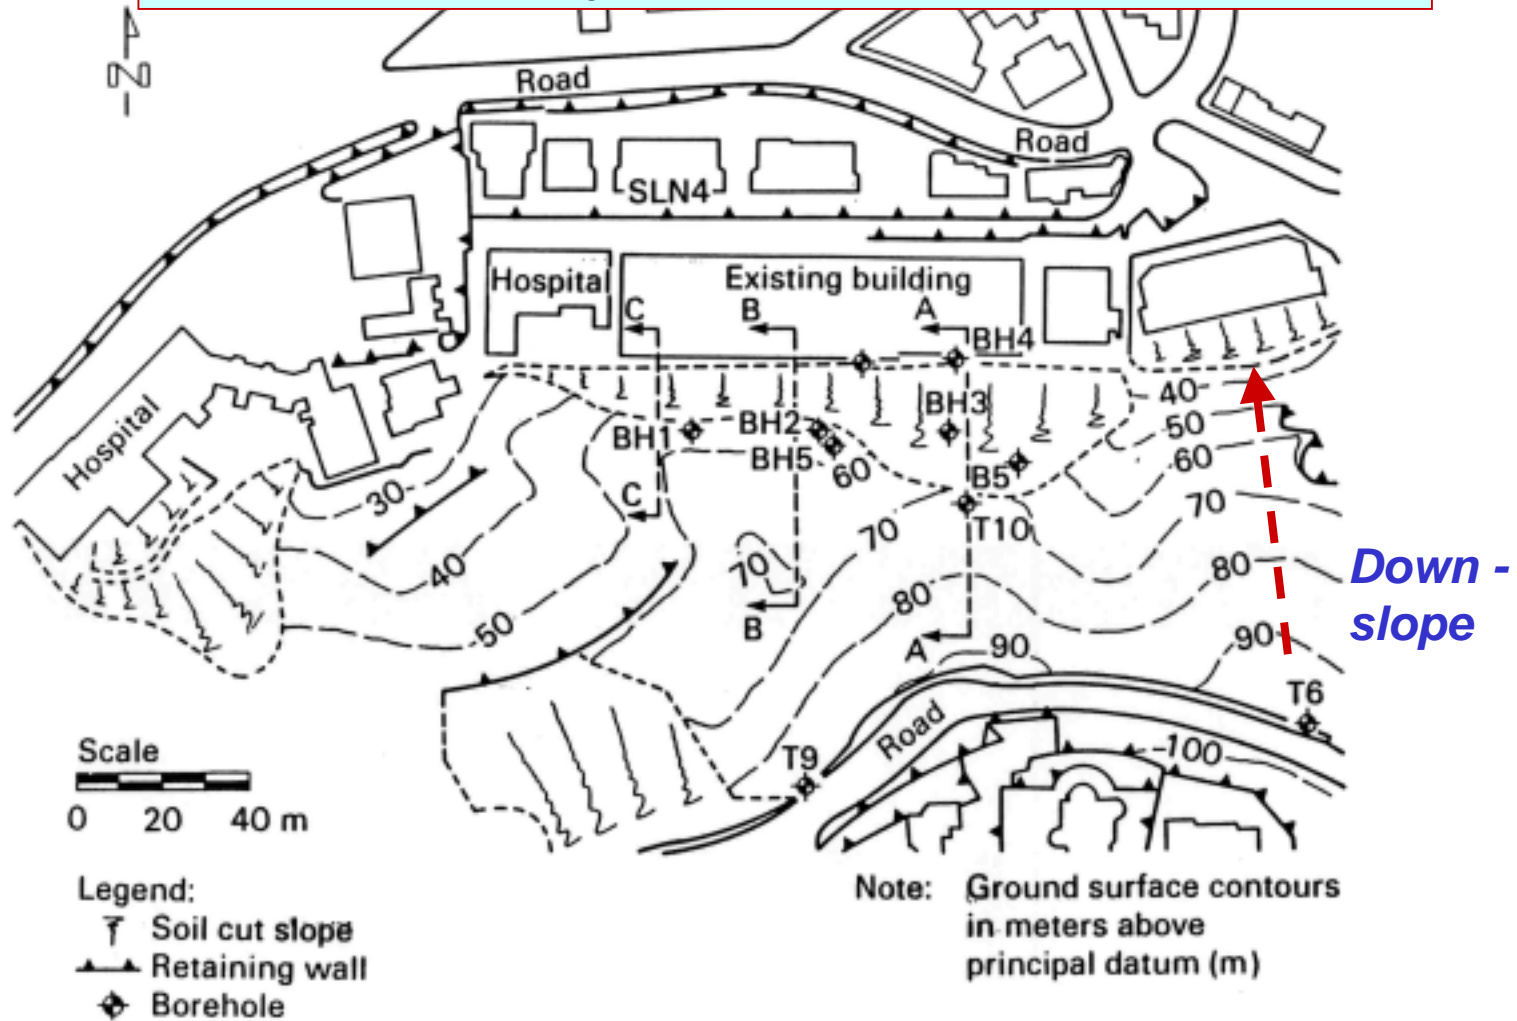 N
Road
Road
SLN4
Hospital
Existing building
C
B
A
BH4
BH3
BH1
BH2
BH5
B5
T10
Hospital
C
B
A
30
40
50
60
70
70
80
90
40
50
60
70
80
90
100
T6
T9
Road
Down -
slope
Scale
0 20 40 m
Legend:
Soil cut slope
Retaining wall
Borehole
Note: Ground surface contours
in meters above
principal datum (m)